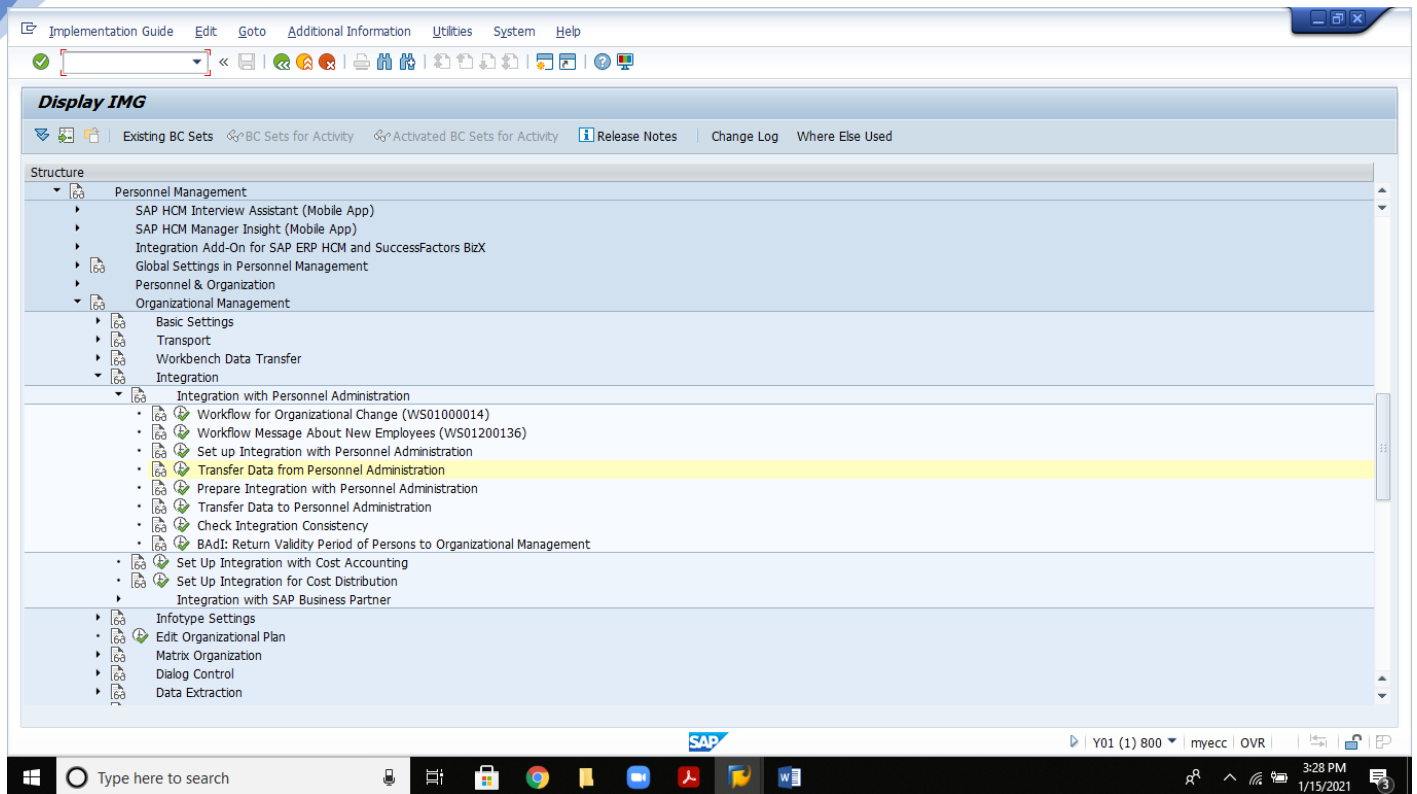 Implementation Guide Edit Goto Additional Information Utilities System Help
Display IMG
Existing BC Sets BC Sets for Activity Activated BC Sets for Activity Release Notes Change Log Where Else Used
Structure
Personnel Management
SAP HCM Interview Assistant (Mobile App)
SAP HCM Manager Insight (Mobile App)
Integration Add-On for SAP ERP HCM and SuccessFactors BizX
Global Settings in Personnel Management
Personnel & Organization
Organizational Management
Basic Settings
Transport
Workbench Data Transfer
Integration
Integration with Personnel Administration
Workflow for Organizational Change (WS01000014)
Workflow Message About New Employees (WS01200136)
Set up Integration with Personnel Administration
Transfer Data from Personnel Administration
Prepare Integration with Personnel Administration
Transfer Data to Personnel Administration
Check Integration Consistency
BAdI: Return Validity Period of Persons to Organizational Management
Set Up Integration with Cost Accounting
Set Up Integration for Cost Distribution
Integration with SAP Business Partner
Infotype Settings
Edit Organizational Plan
Matrix Organization
Dialog Control
Data Extraction
SAP
Y01 (1) 800 myecc OVR
Type here to search
3:28 PM
1/15/2021
3